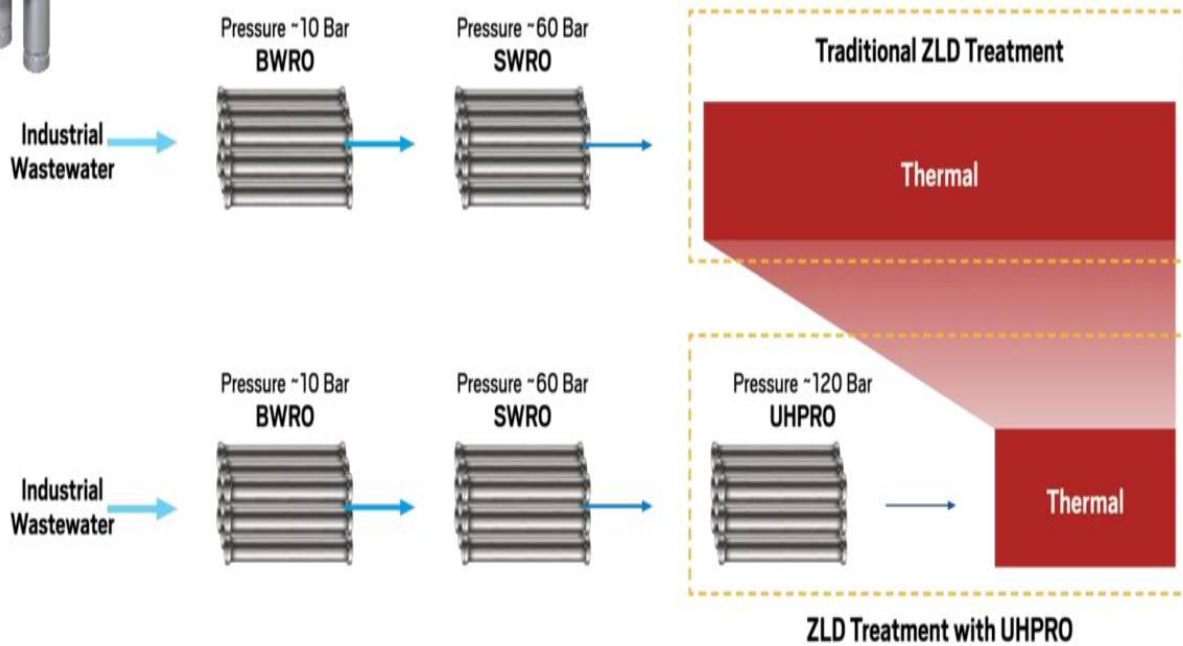 Pressure ~10 Bar
BWRO
Pressure ~60 Bar
SWRO
Traditional ZLD Treatment
Industrial
Wastewater
Thermal
Pressure ~10 Bar
BWRO
Pressure ~60 Bar
SWRO
Pressure ~120 Bar
UHPRO
Industrial
Wastewater
Thermal
ZLD Treatment with UHPRO